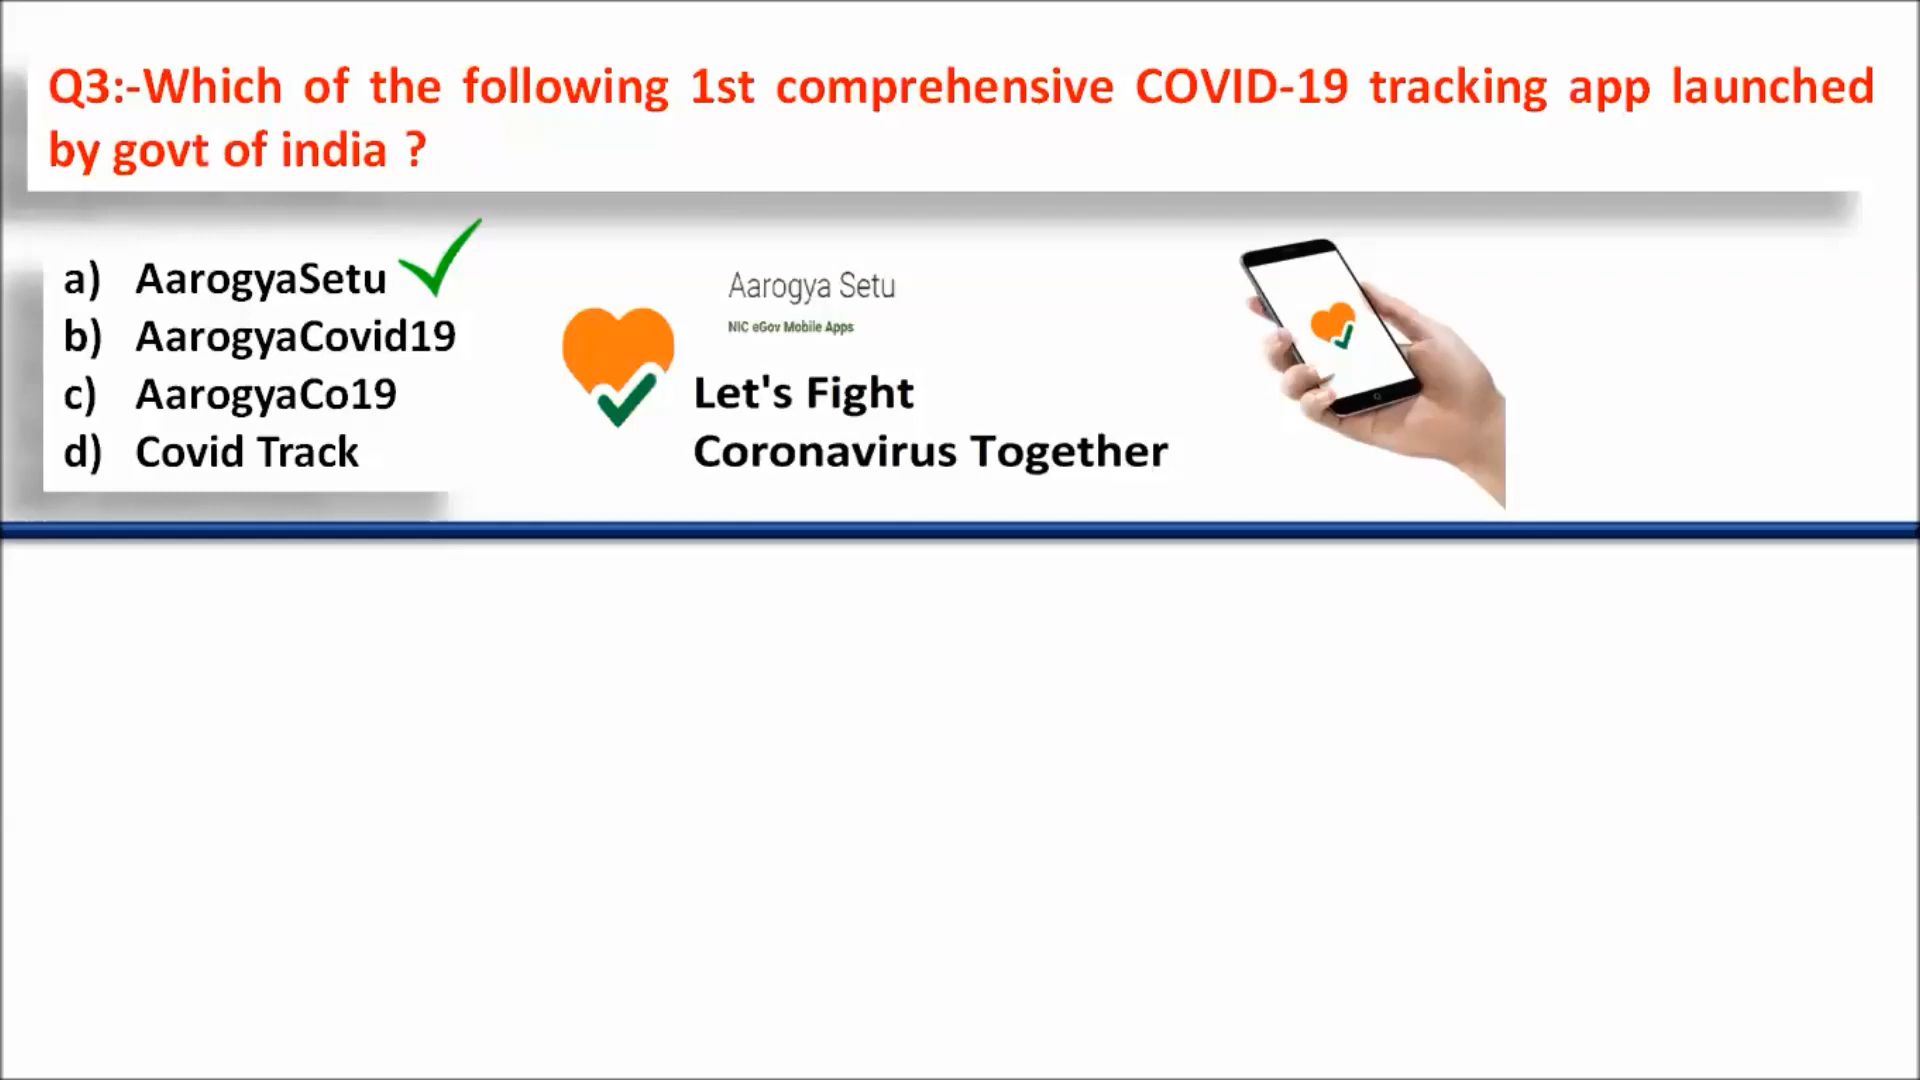 Q3:-Which of the following 1st comprehensive COVID-19 tracking app launched
by govt of india ?
a) AarogyaSetu
b) AarogyaCovid19
c) AarogyaCo19
d) Covid Track
Aarogya Setu
NIC eGov Mobile Apps
Let's Fight
Coronavirus Together